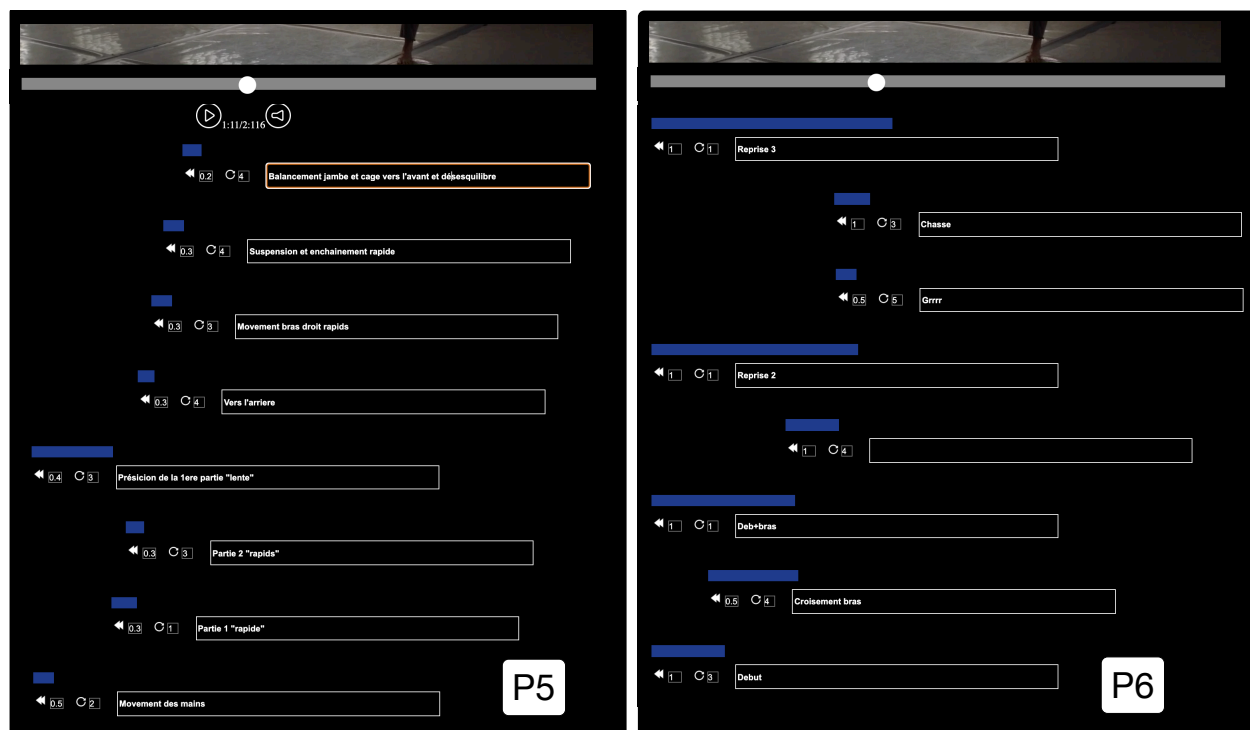 1:11/2:116
0.2 4 Balancement jambe et cage vers l'avant et désesquilibre
0.3 4 Suspension et enchainement rapide
0.3 3 Movement bras droit rapids
0.3 4 Vers l'arriere
0.4 3 Présicion de la 1ere partie "lente"
0.3 3 Partie 2 "rapids"
0.3 1 Partie 1 "rapide"
0.5 2 Movement des mains
P5
1 1 Reprise 3
1 3 Chasse
0.5 5 Grrrr
1 1 Reprise 2
1 4
1 1 Deb+bras
0.5 4 Croisement bras
1 3 Debut
P6